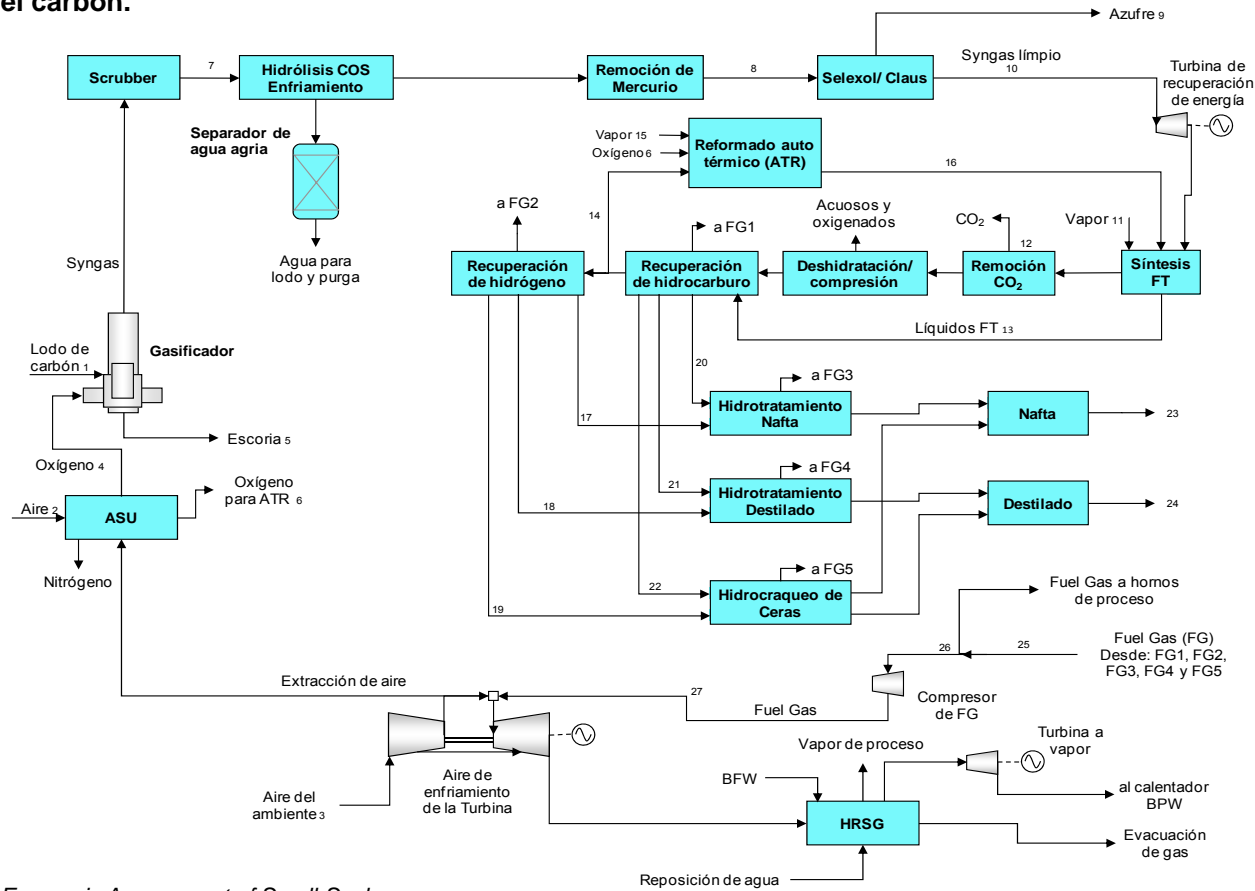 el carbón.
Azufre 9
Scrubber
7
Hidrólisis COS
Enfriamiento
Remoción de
Mercurio
8
Selexol/ Claus
Syngas límpio
10
Turbina de
recuperación
de energía
Separador de
agua agria
Agua para
lodo y purga
Vapor 15
Oxígeno 6
Reformado auto
térmico (ATR)
16
14
a FG2
a FG1
Acuosos y
oxigenados
CO2
12
Vapor 11
Recuperación
de hidrógeno
Recuperación
de hidrocarburo
Deshidratación/
compresión
Remoción
CO2
Síntesis
FT
Líquidos FT 13
Syngas
Gasificador
Lodo de
carbón 1
Escoria 5
Oxígeno 4
Oxígeno
para ATR 6
Aire 2
ASU
Nitrógeno
20
a FG3
Hidrotratamiento
Nafta
17
Nafta
23
a FG4
21
Hidrotratamiento
Destilado
18
Destilado
24
a FG5
22
Hidrocraqueo de
Ceras
19
Fuel Gas a hornos
de proceso
26
25
Fuel Gas (FG)
Desde: FG1, FG2,
FG3, FG4 y FG5
Compresor
de FG
Extracción de aire
27
Fuel Gas
Aire de
enfriamiento
de la Turbina
Aire del
ambiente 3
Vapor de proceso
Turbina a
vapor
BFW
HRSG
al calentador
BPW
Evacuación
de gas
Reposición de agua